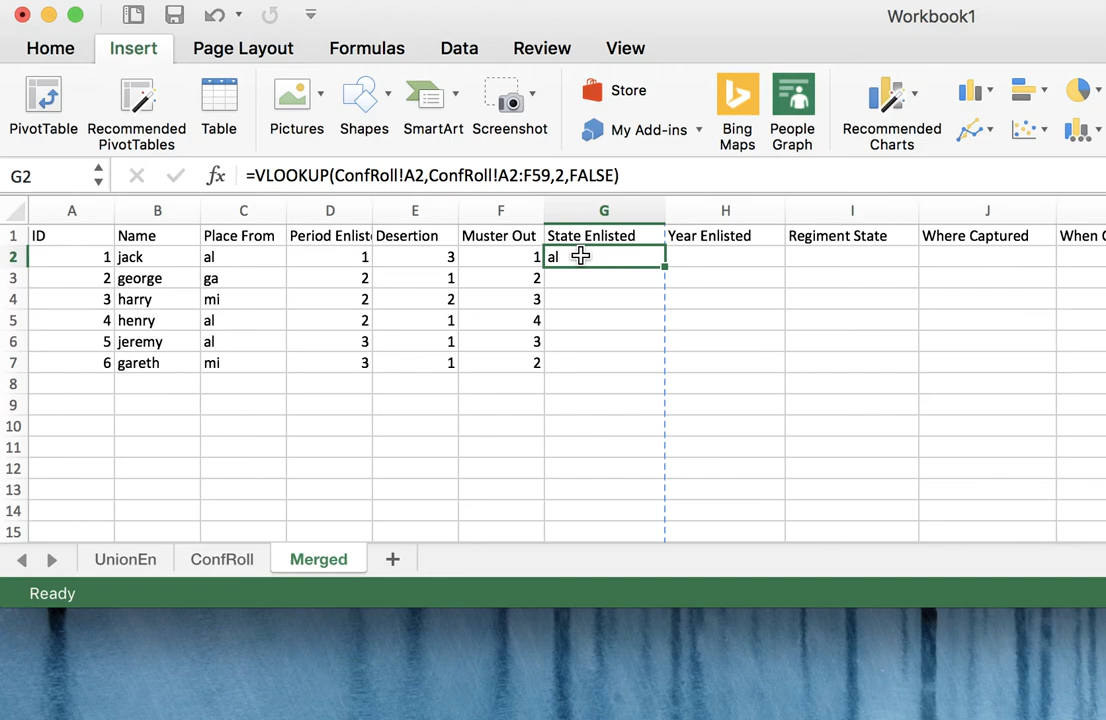 Workbook1
Home Insert Page Layout Formulas Data Review View
PivotTable Recommended PivotTables Table Pictures Shapes SmartArt Screenshot Store My Add-ins Bing Maps People Graph Recommended Charts
G2 fx =VLOOKUP(ConfRoll!A2,ConfRoll!A2:F59,2,FALSE)
A B C D E F G H I J
1 ID Name Place From Period Enliste Desertion Muster Out State Enlisted Year Enlisted Regiment State Where Captured When C
2 1 jack al 1 3 1 al
3 2 george ga 2 1 2
4 3 harry mi 2 2 3
5 4 henry al 2 1 4
6 5 jeremy al 3 1 3
7 6 gareth mi 3 1 2
8
9
10
11
12
13
14
15
UnionEn ConfRoll Merged
Ready